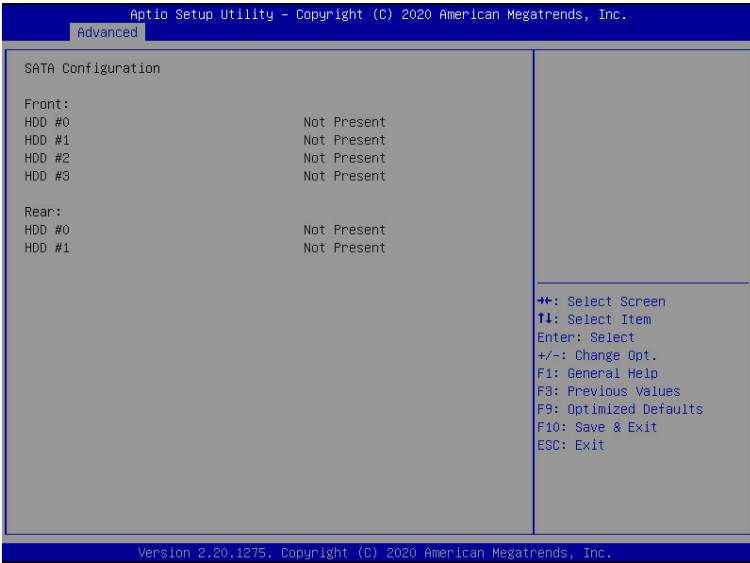 Aptio Setup Utility – Copyright (C) 2020 American Megatrends, Inc.
Advanced
SATA Configuration
Front:
HDD #0 Not Present
HDD #1 Not Present
HDD #2 Not Present
HDD #3 Not Present
Rear:
HDD #0 Not Present
HDD #1 Not Present
→←: Select Screen
↑↓: Select Item
Enter: Select
+/-: Change Opt.
F1: General Help
F3: Previous Values
F9: Optimized Defaults
F10: Save & Exit
ESC: Exit
Version 2.20.1275. Copyright (C) 2020 American Megatrends, Inc.